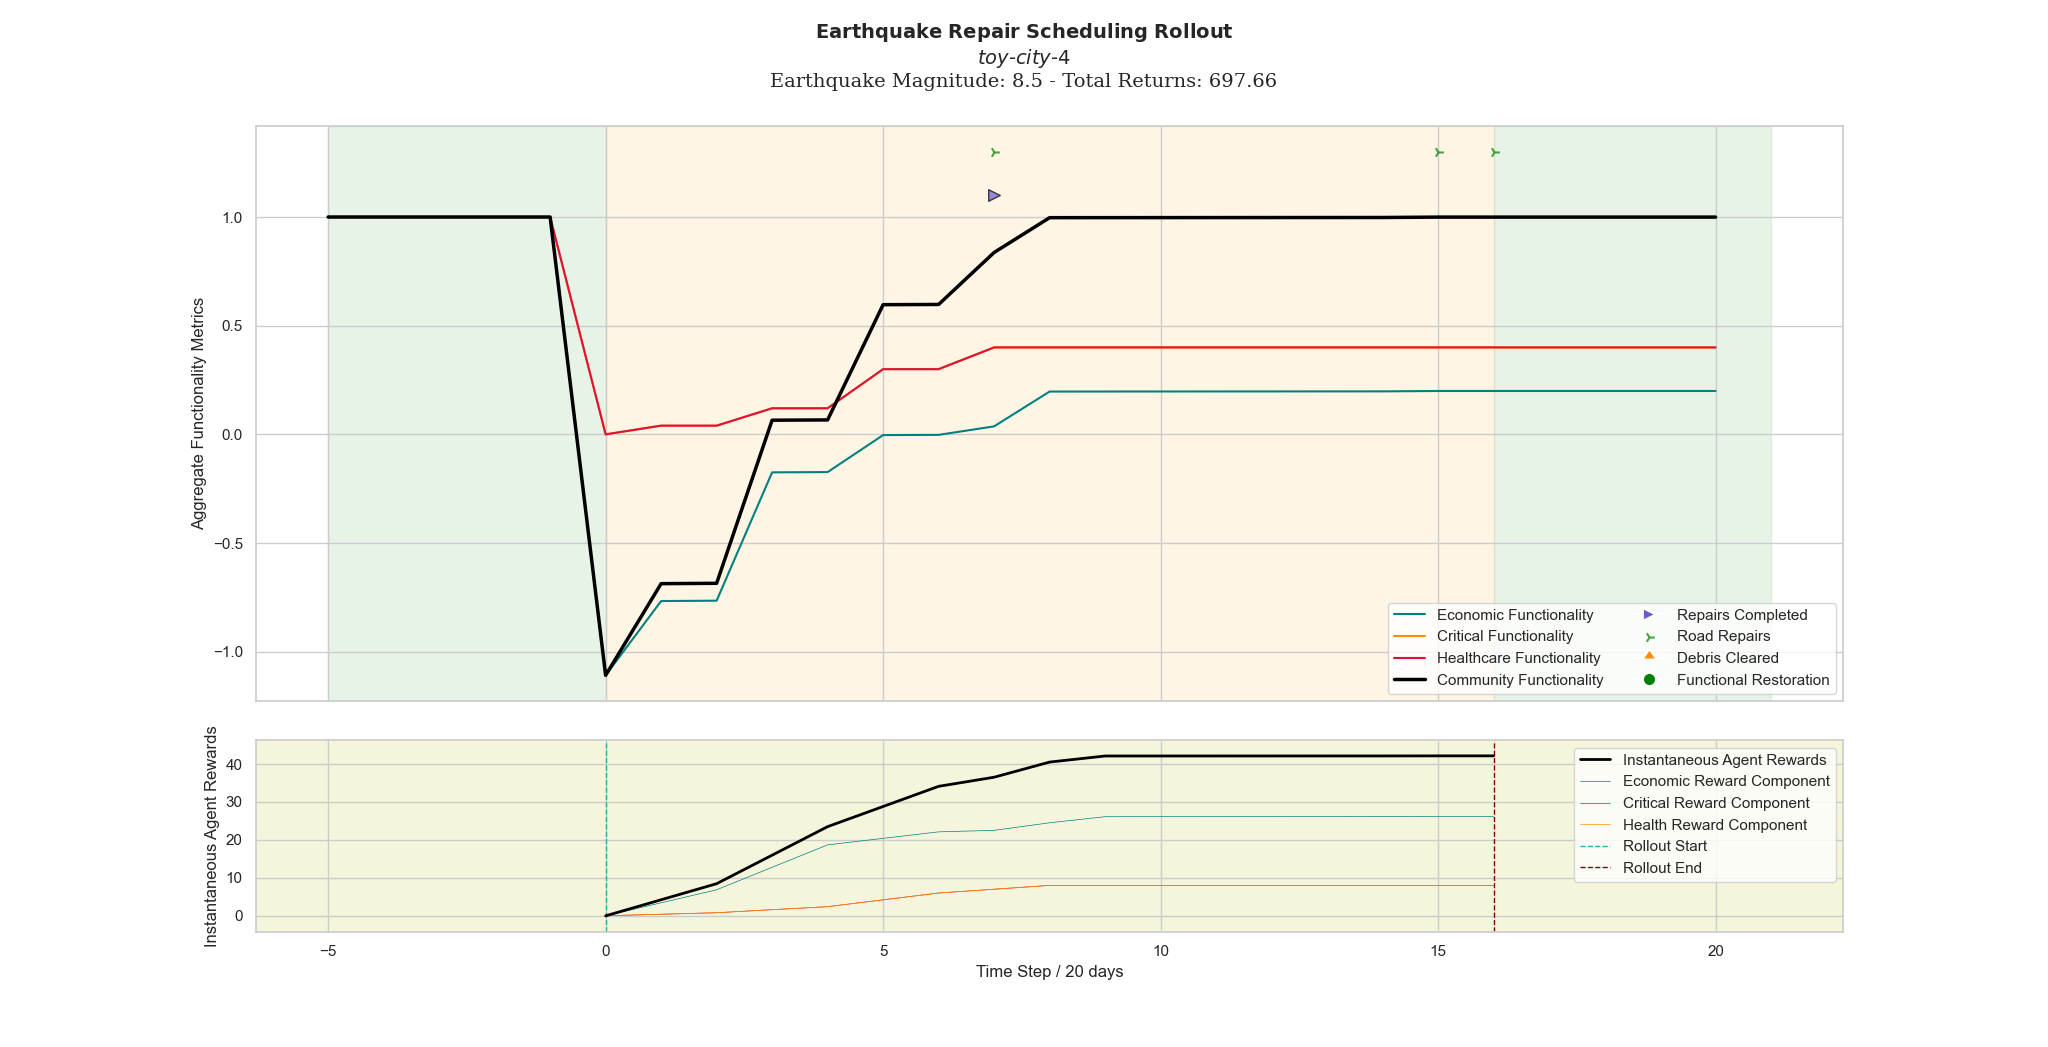 Earthquake Repair Scheduling Rollout
toy-city-4
Earthquake Magnitude: 8.5 - Total Returns: 697.66
Aggregate Functionality Metrics
1.0
0.5
0.0
−0.5
−1.0
Economic Functionality
Critical Functionality
Healthcare Functionality
Community Functionality
Repairs Completed
Road Repairs
Debris Cleared
Functional Restoration
Instantaneous Agent Rewards
40
30
20
10
0
Instantaneous Agent Rewards
Economic Reward Component
Critical Reward Component
Health Reward Component
Rollout Start
Rollout End
−5 0 5 10 15 20
Time Step / 20 days